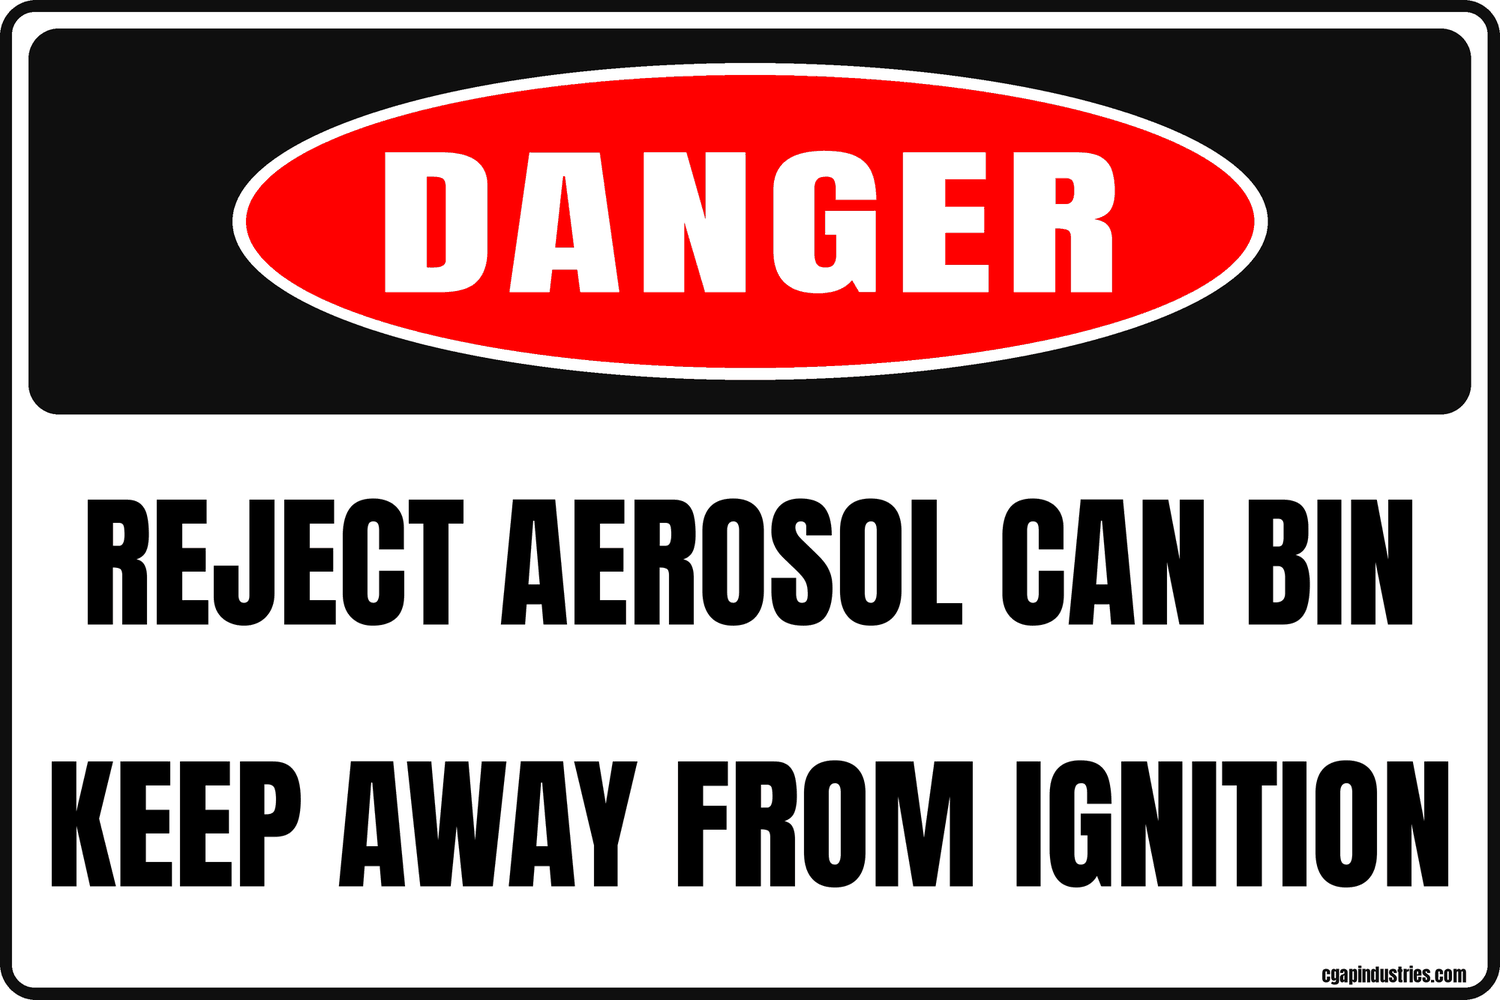 DANGER
REJECT AEROSOL CAN BIN
KEEP AWAY FROM IGNITION
cgapindustries.com